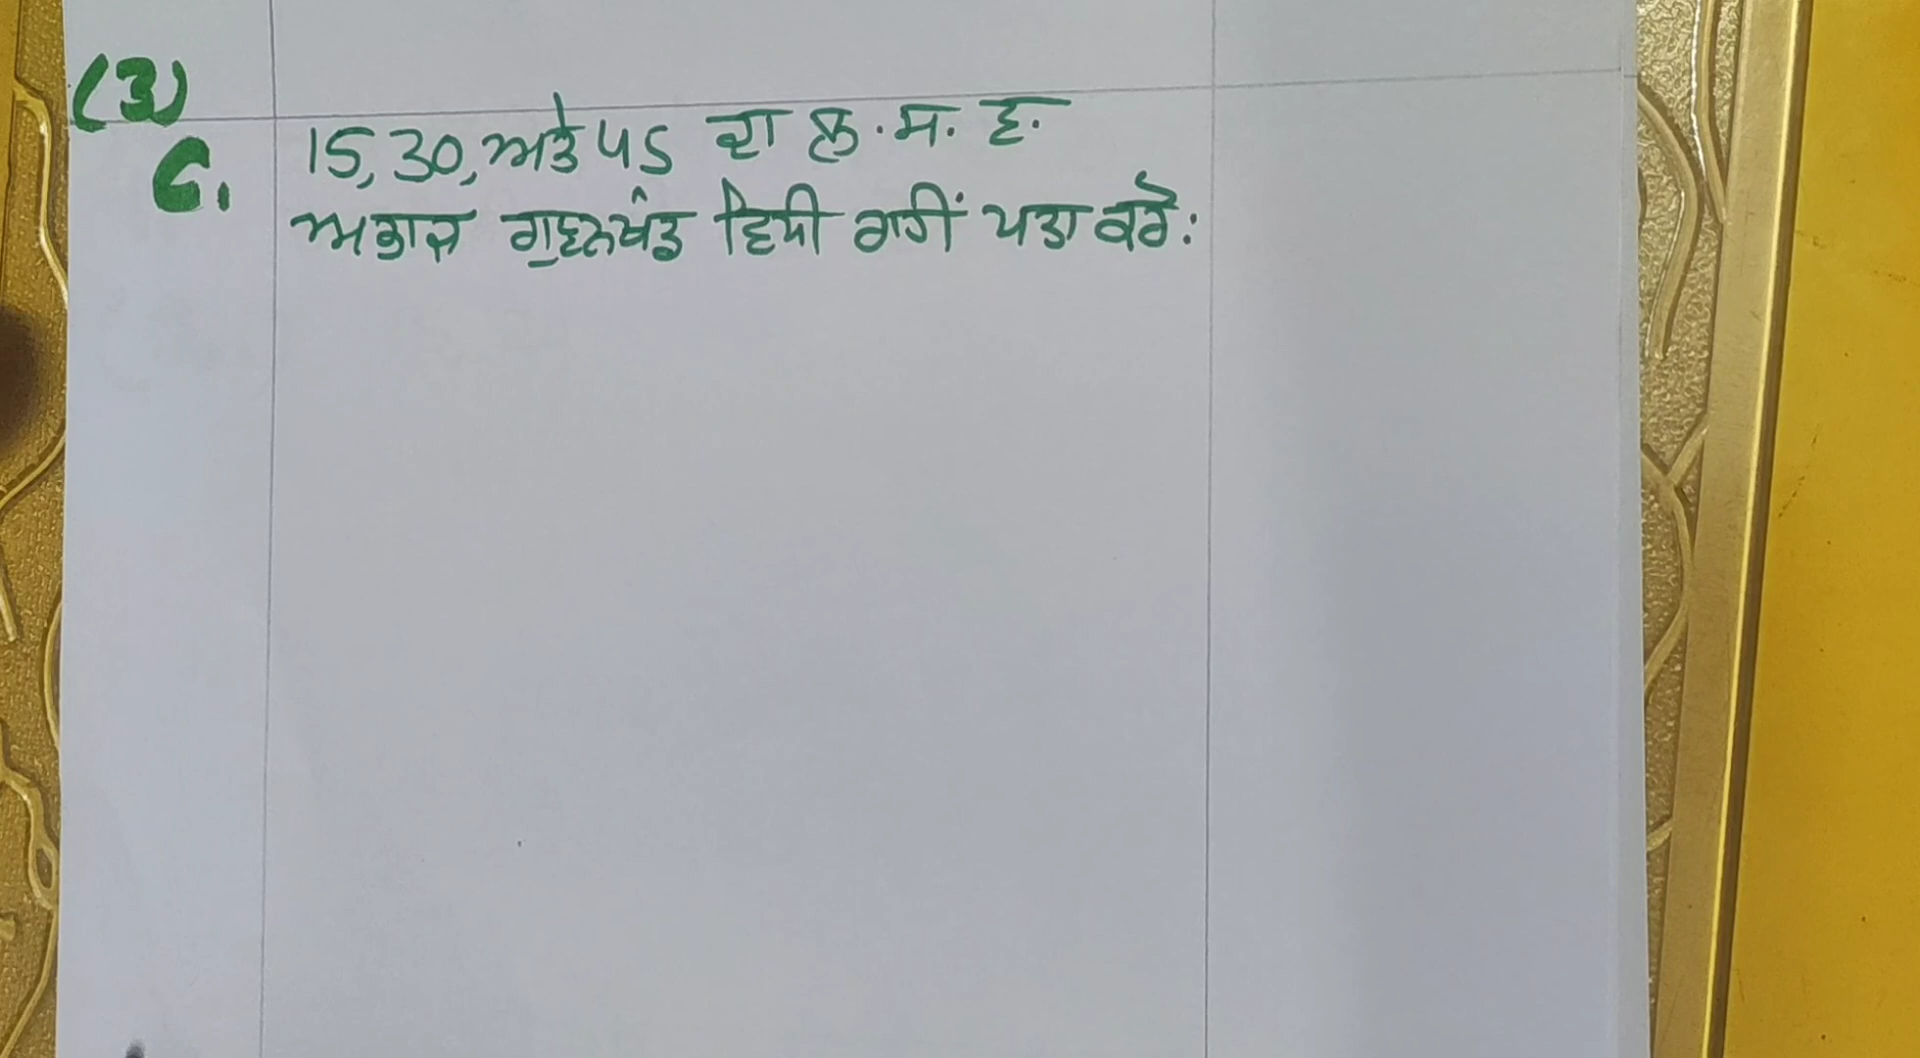 (3)
C. 15, 30, ਅਤੇ 45 ਦਾ ਲ. ਸ. ਵ.
ਅਭਾਜ ਗੁਣਨਖੰਡ ਵਿਧੀ ਰਾਹੀਂ ਪਤਾ ਕਰੋ: